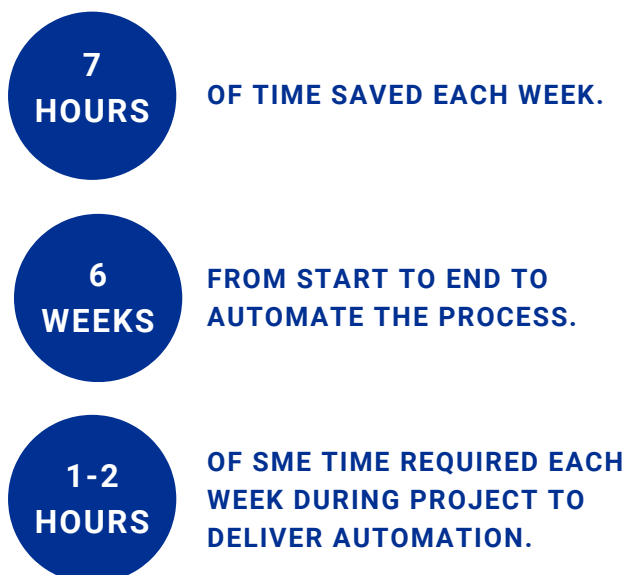 7
HOURS
OF TIME SAVED EACH WEEK.
6
WEEKS
FROM START TO END TO
AUTOMATE THE PROCESS.
1-2
HOURS
OF SME TIME REQUIRED EACH
WEEK DURING PROJECT TO
DELIVER AUTOMATION.